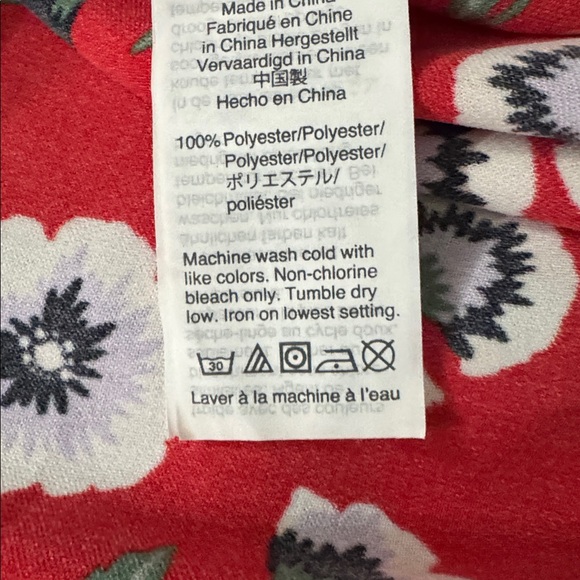 Made in China
Fabriqué en Chine
in China Hergestellt
Vervaardigd in China
中国製
Hecho en China
100% Polyester/Polyester/
Polyester/Polyester/
ポリエステル/
poliéster
Machine wash cold with
like colors. Non-chlorine
bleach only. Tumble dry
low. Iron on lowest setting.
30
Laver à la machine à l'eau